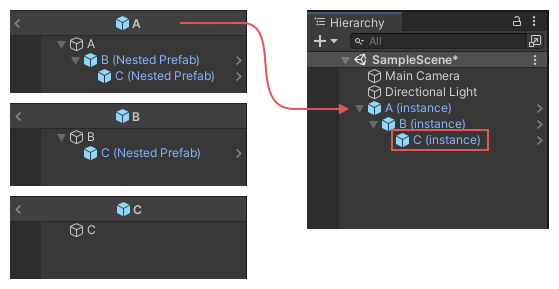 A
A
B (Nested Prefab)
C (Nested Prefab)
B
B
C (Nested Prefab)
C
C
Hierarchy
All
SampleScene*
Main Camera
Directional Light
A (instance)
B (instance)
C (instance)